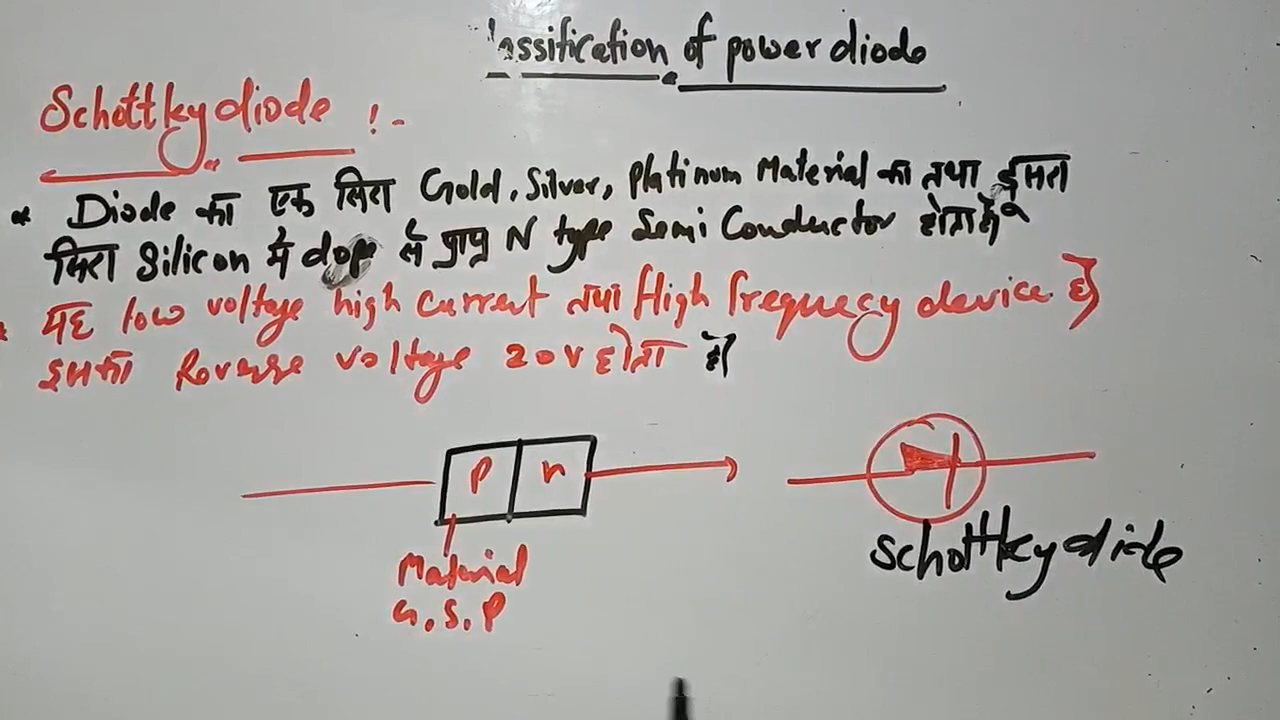 lassification of power diode
Schottky diode :-
* Diode का एक सिरा Gold, Silver, Platinum Material का तथा दूसरा
सिरा Silicon में dope से प्राप्त N type Semi Conductor होता है
* यह low voltage high current तथा High frequecy device है
इसका Reverse voltage 20V होता है
P n
Material
G.S.P
Schottky diode